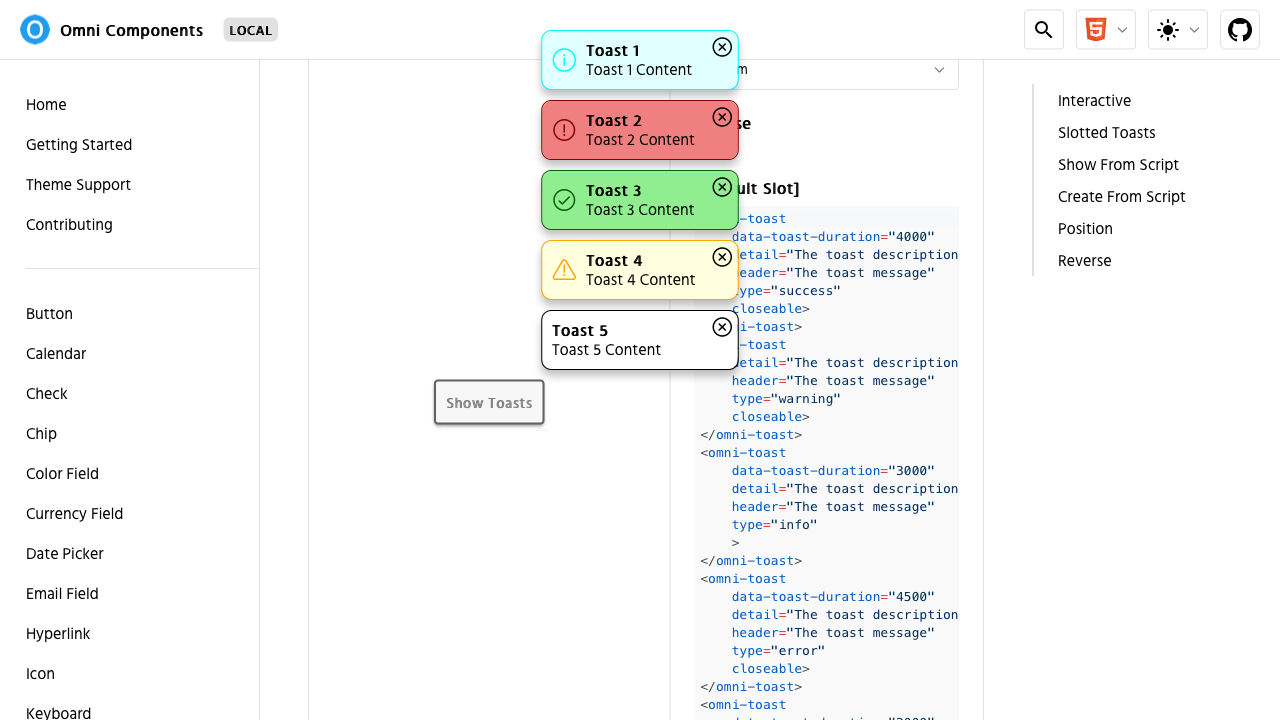 Omni Components
LOCAL
Home
Getting Started
Theme Support
Contributing
Button
Calendar
Check
Chip
Color Field
Currency Field
Date Picker
Email Field
Hyperlink
Icon
Keyboard
Toast 1
Toast 1 Content
Toast 2
Toast 2 Content
Toast 3
Toast 3 Content
Toast 4
Toast 4 Content
Toast 5
Toast 5 Content
Show Toasts
data-toast-duration="4000"
detail="The toast description
header="The toast message"
type="success"
closeable>
detail="The toast description
header="The toast message"
type="warning"
closeable>
</omni-toast>
<omni-toast
data-toast-duration="3000"
detail="The toast description
header="The toast message"
type="info"
>
</omni-toast>
<omni-toast
data-toast-duration="4500"
detail="The toast description
header="The toast message"
type="error"
closeable>
</omni-toast>
<omni-toast
Interactive
Slotted Toasts
Show From Script
Create From Script
Position
Reverse